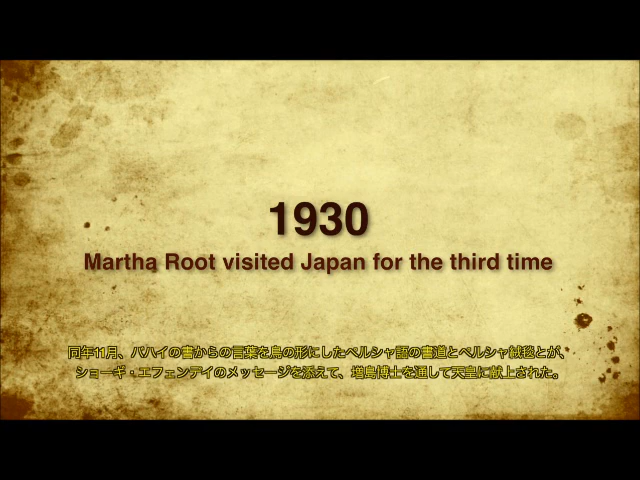 1930
Martha Root visited Japan for the third time
同年11月、バハイの書からの言葉を鳥の形にしたペルシャ語の書道とペルシャ絨毯とが、
ショーギ・エフェンディのメッセージを添えて、増島博士を通して天皇に献上された。